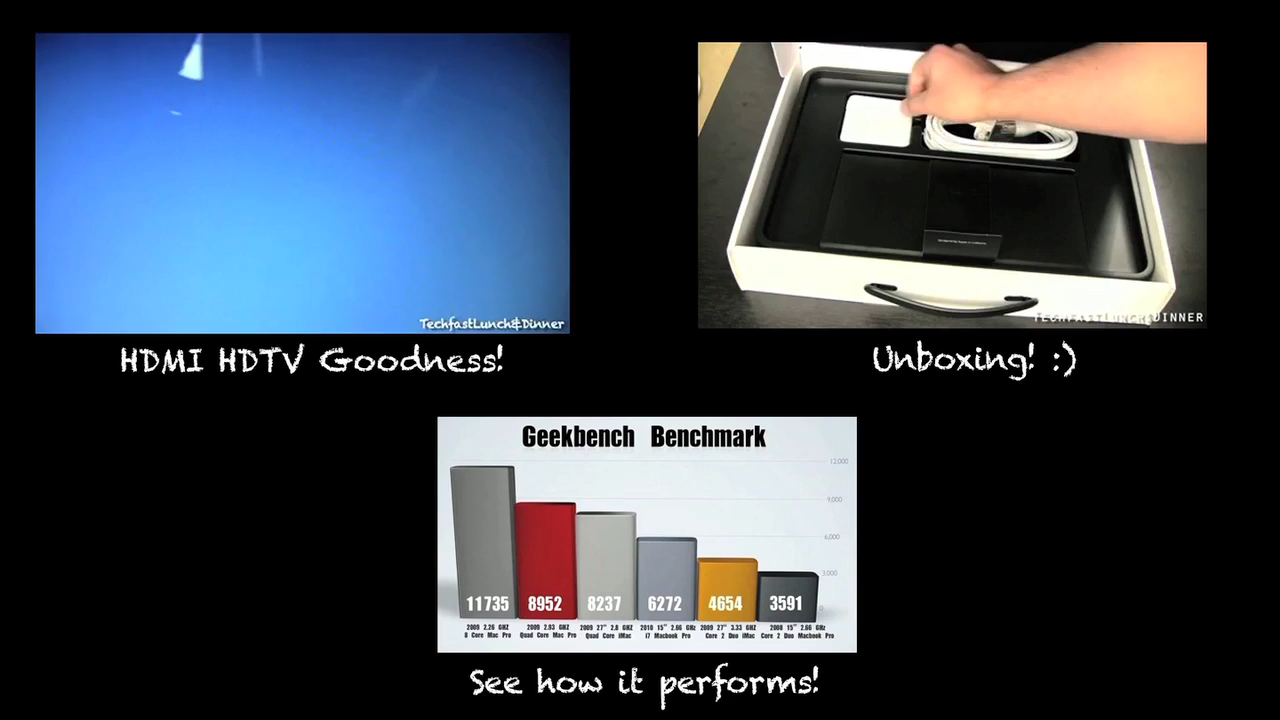 TechfastLunch&Dinner
HDMI HDTV Goodness!
TECHFASTLUNCH&DINNER
Unboxing! :)
Geekbench Benchmark
12,000
9,000
6,000
3,000
0
11735 8952 8237 6272 4654 3591
2009 2.26 GHZ 2009 2.93 GHZ 2009 27" 2.8 GHZ 2010 15" 2.66 GHz 2009 27" 3.33 GHZ 2008 15" 2.66 GHz
8 Core Mac Pro Quad Core Mac Pro Quad Core iMac i7 Macbook Pro Core 2 Duo iMac Core 2 Duo Macbook Pro
See how it performs!